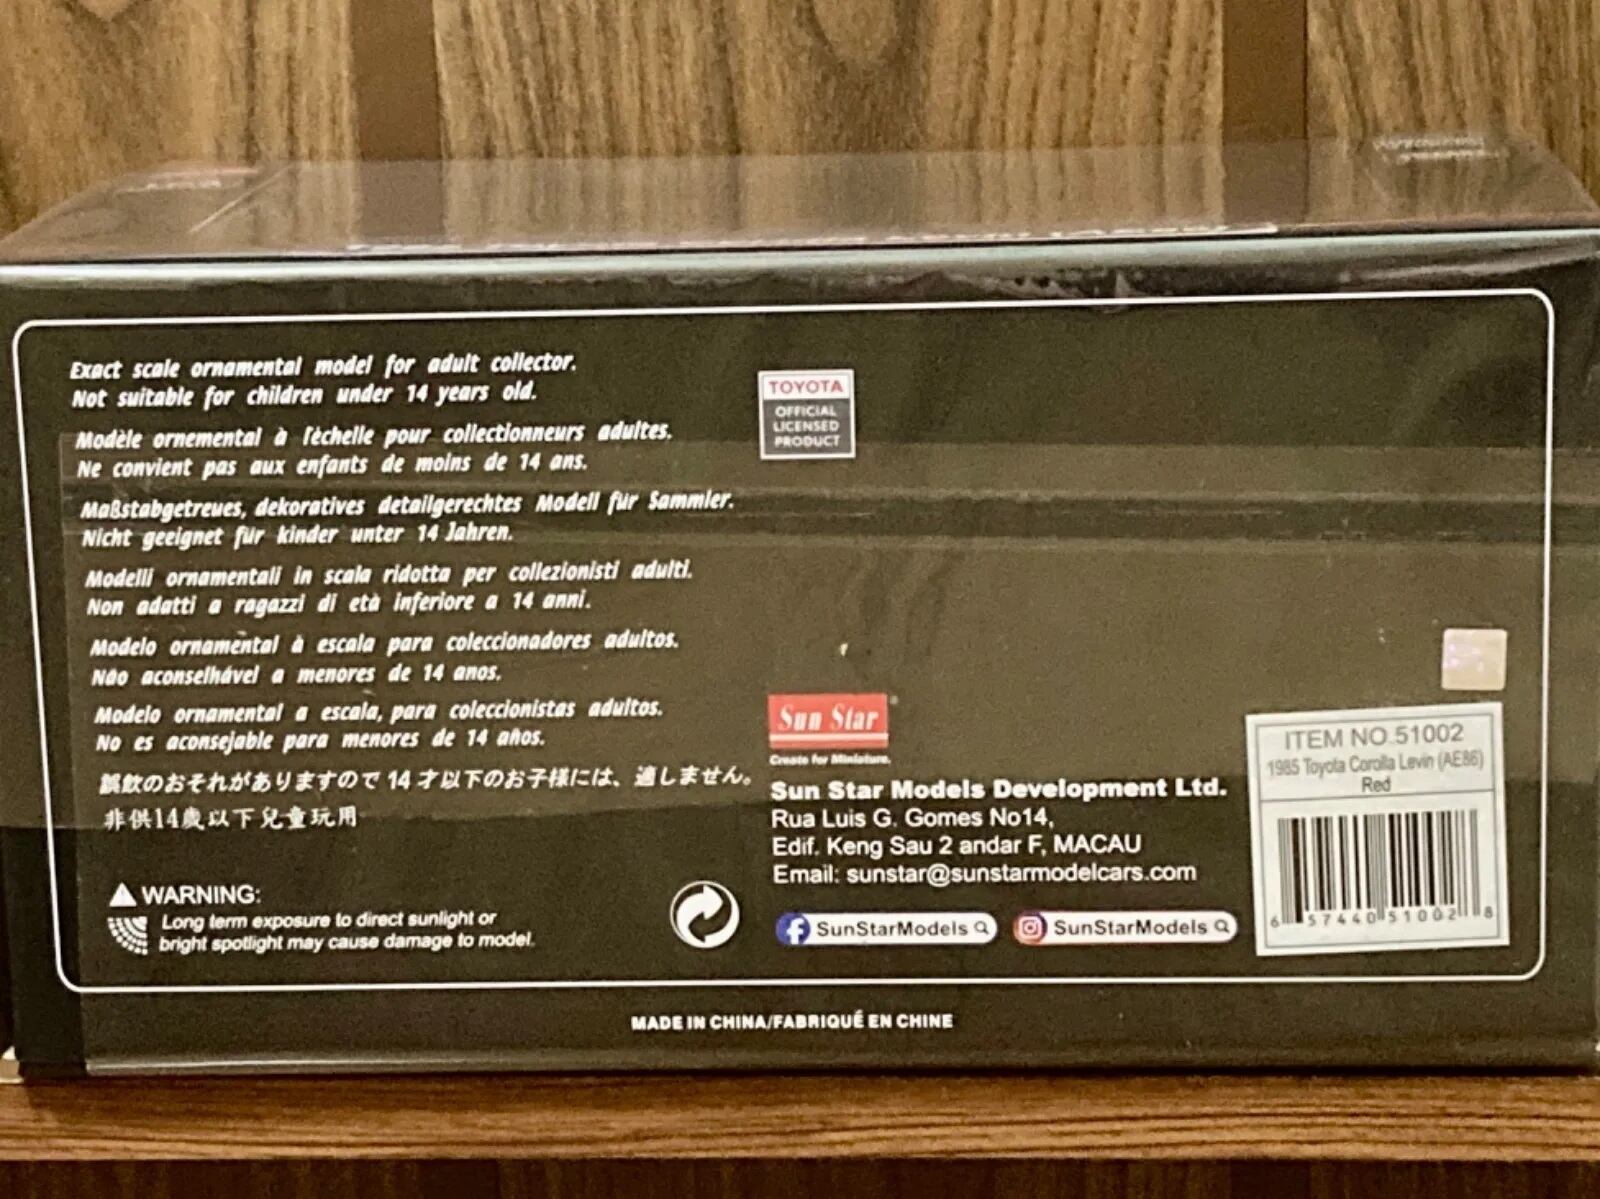 Exact scale ornamental model for adult collector.
Not suitable for children under 14 years old.
Modèle ornemental à l'échelle pour collectionneurs adultes.
Ne convient pas aux enfants de moins de 14 ans.
Maßstabgetreues, dekoratives detailgerechtes Modell für Sammler.
Nicht geeignet für kinder unter 14 Jahren.
Modelli ornamentali in scala ridotta per collezionisti adulti.
Non adatti a ragazzi di età inferiore a 14 anni.
Modelo ornamental à escala para coleccionadores adultos.
Não aconselhável a menores de 14 anos.
Modelo ornamental a escala, para coleccionistas adultos.
No es aconsejable para menores de 14 años.
誤飲のおそれがありますので 14 才以下のお子様には、適しません。
非供14歲以下兒童玩用
WARNING:
Long term exposure to direct sunlight or
bright spotlight may cause damage to model.
TOYOTA
OFFICIAL
LICENSED
PRODUCT
Sun Star
Create for Miniature.
Sun Star Models Development Ltd.
Rua Luis G. Gomes No14,
Edif. Keng Sau 2 andar F, MACAU
Email: sunstar@sunstarmodelcars.com
SunStarModels
SunStarModels
ITEM NO.51002
1985 Toyota Corolla Levin (AE86)
Red
6 57440 51002 8
MADE IN CHINA/FABRIQUÉ EN CHINE